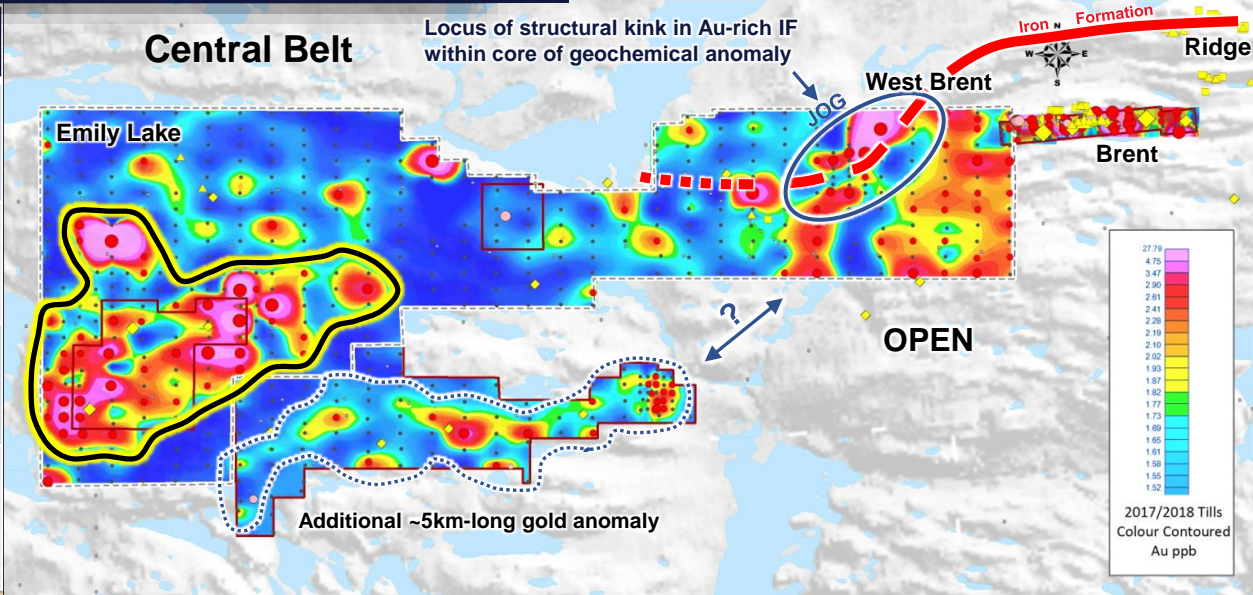 Central Belt
Locus of structural kink in Au-rich IF
within core of geochemical anomaly
Iron Formation
N
W E
S
Ridge
West Brent
JOG
Emily Lake
Brent
?
OPEN
Additional ~5km-long gold anomaly
27.79
4.75
3.47
2.90
2.61
2.41
2.28
2.19
2.10
2.02
1.93
1.87
1.82
1.77
1.73
1.69
1.65
1.61
1.58
1.55
1.52
2017/2018 Tills
Colour Contoured
Au ppb